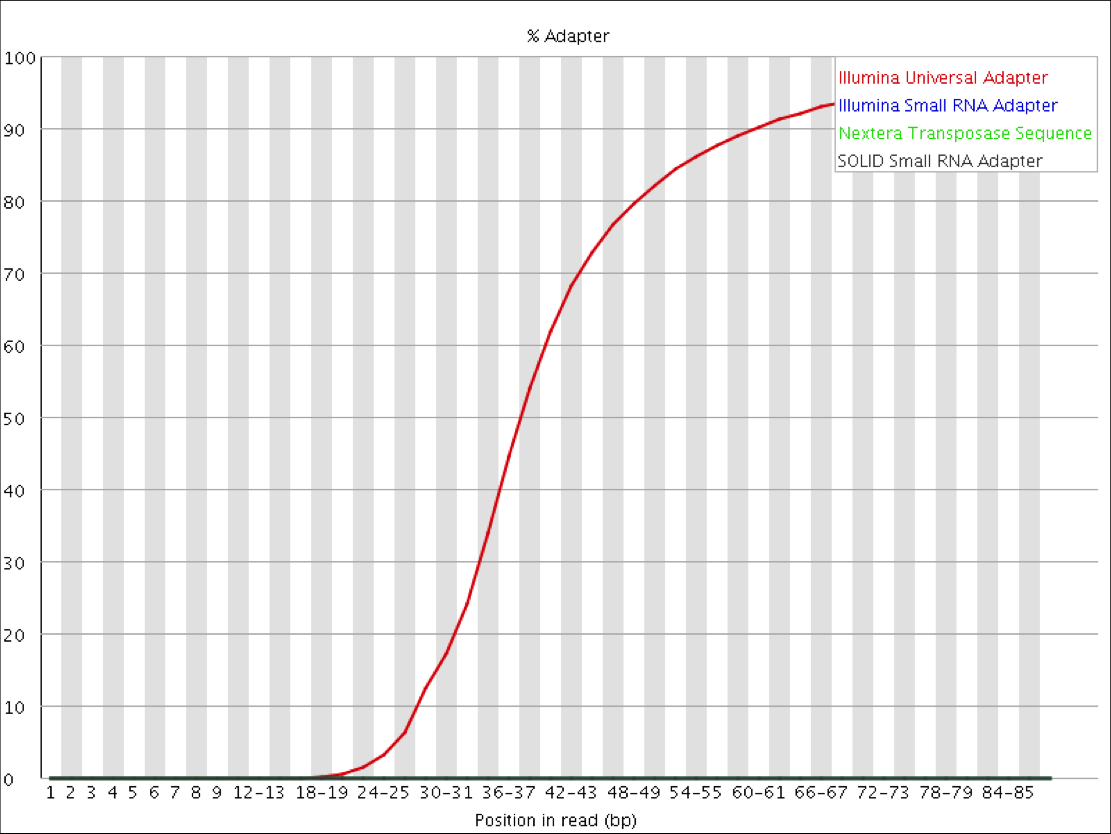 % Adapter
100
90
80
70
60
50
40
30
20
10
0
Illumina Universal Adapter
Illumina Small RNA Adapter
Nextera Transposase Sequence
SOLID Small RNA Adapter
1 2 3 4 5 6 7 8 9 12-13 18-19 24-25 30-31 36-37 42-43 48-49 54-55 60-61 66-67 72-73 78-79 84-85
Position in read (bp)